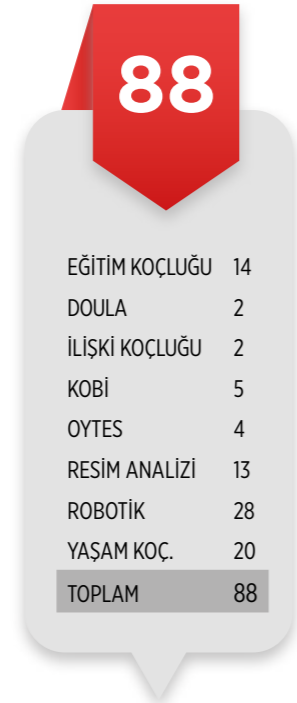 88
EĞİTİM KOÇLUĞU 14
DOULA 2
İLİŞKİ KOÇLUĞU 2
KOBİ 5
OYTES 4
RESİM ANALİZİ 13
ROBOTİK 28
YAŞAM KOÇ. 20
TOPLAM 88